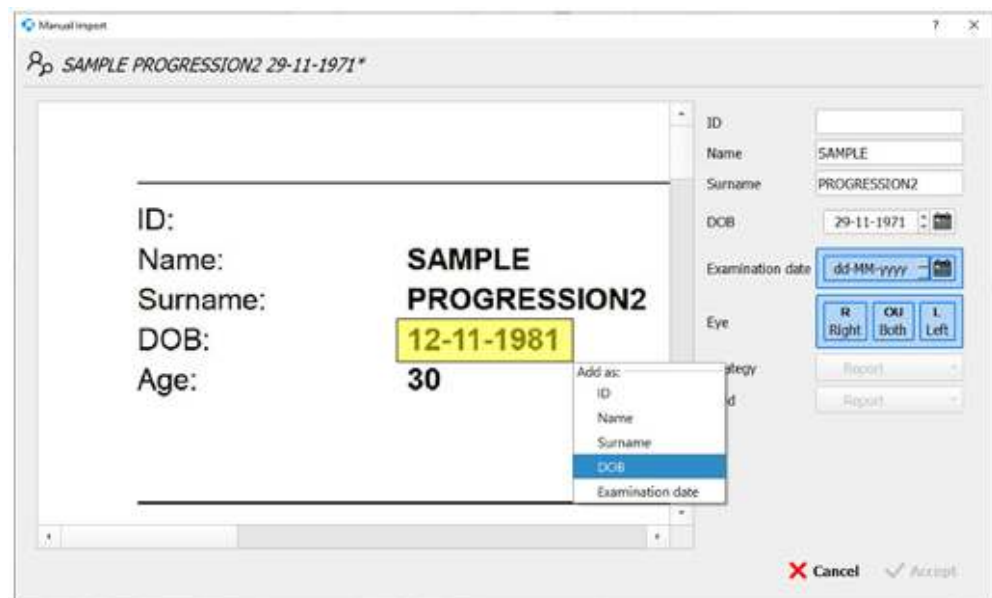 Manual import
?
SAMPLE PROGRESSION2 29-11-1971*
ID:
Name: SAMPLE
Surname: PROGRESSION2
DOB: 12-11-1981
Age: 30
Add as:
ID
Name
Surname
DOB
Examination date
ID
Name SAMPLE
Surname PROGRESSION2
DOB 29-11-1971
Examination date dd-MM-yyyy
Eye
R OU L
Right Both Left
Report
Report
Cancel Accept